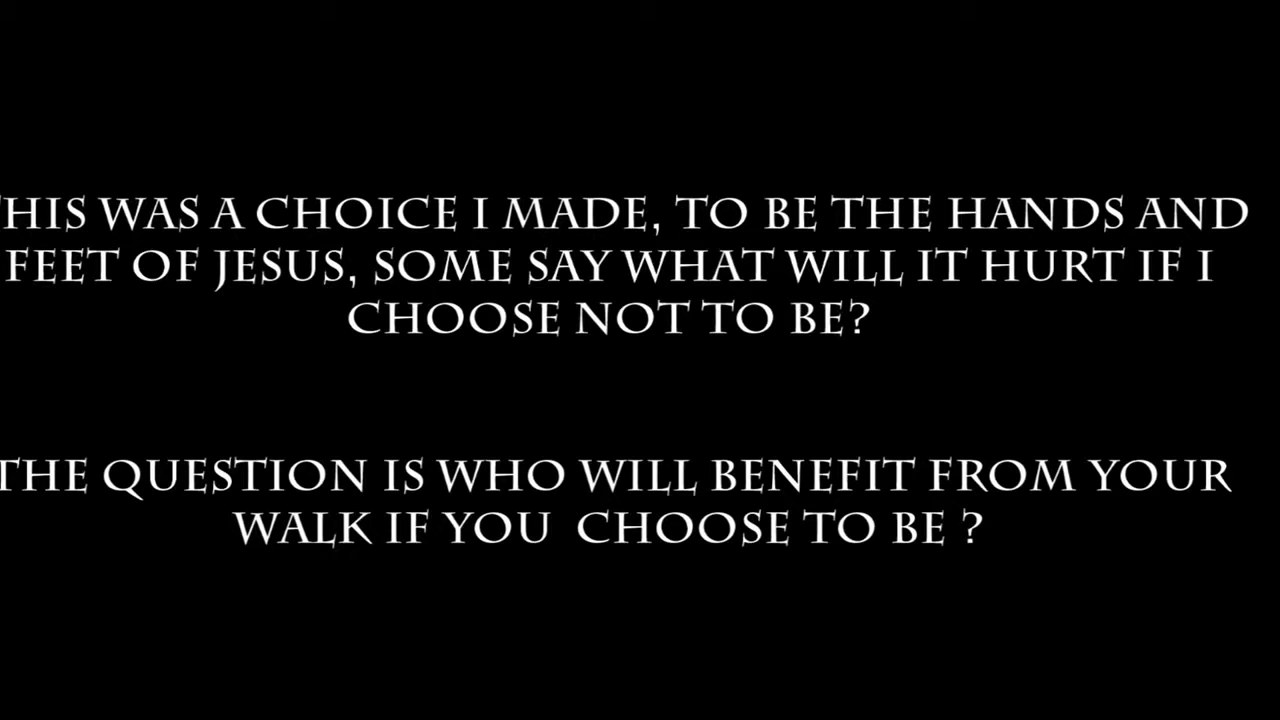 THIS WAS A CHOICE I MADE, TO BE THE HANDS AND
FEET OF JESUS, SOME SAY WHAT WILL IT HURT IF I
CHOOSE NOT TO BE?
THE QUESTION IS WHO WILL BENEFIT FROM YOUR
WALK IF YOU CHOOSE TO BE ?